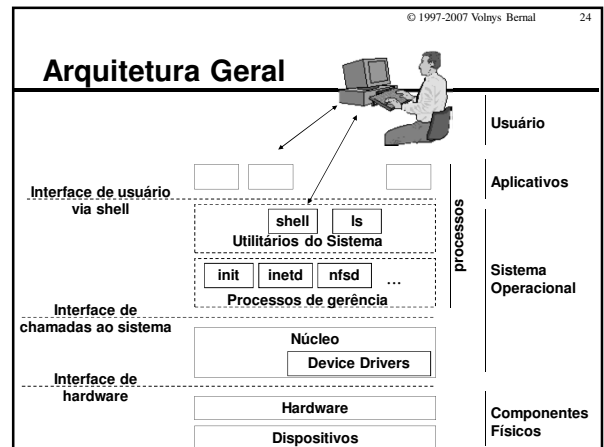 © 1997-2007 Volnys Bernal 24
Arquitetura Geral
Usuário
Aplicativos
Interface de usuário
via shell
processos
shell ls
Utilitários do Sistema
Sistema
Operacional
init inetd nfsd ...
Processos de gerência
Interface de
chamadas ao sistema
Núcleo
Device Drivers
Interface de
hardware
Hardware
Componentes
Físicos
Dispositivos